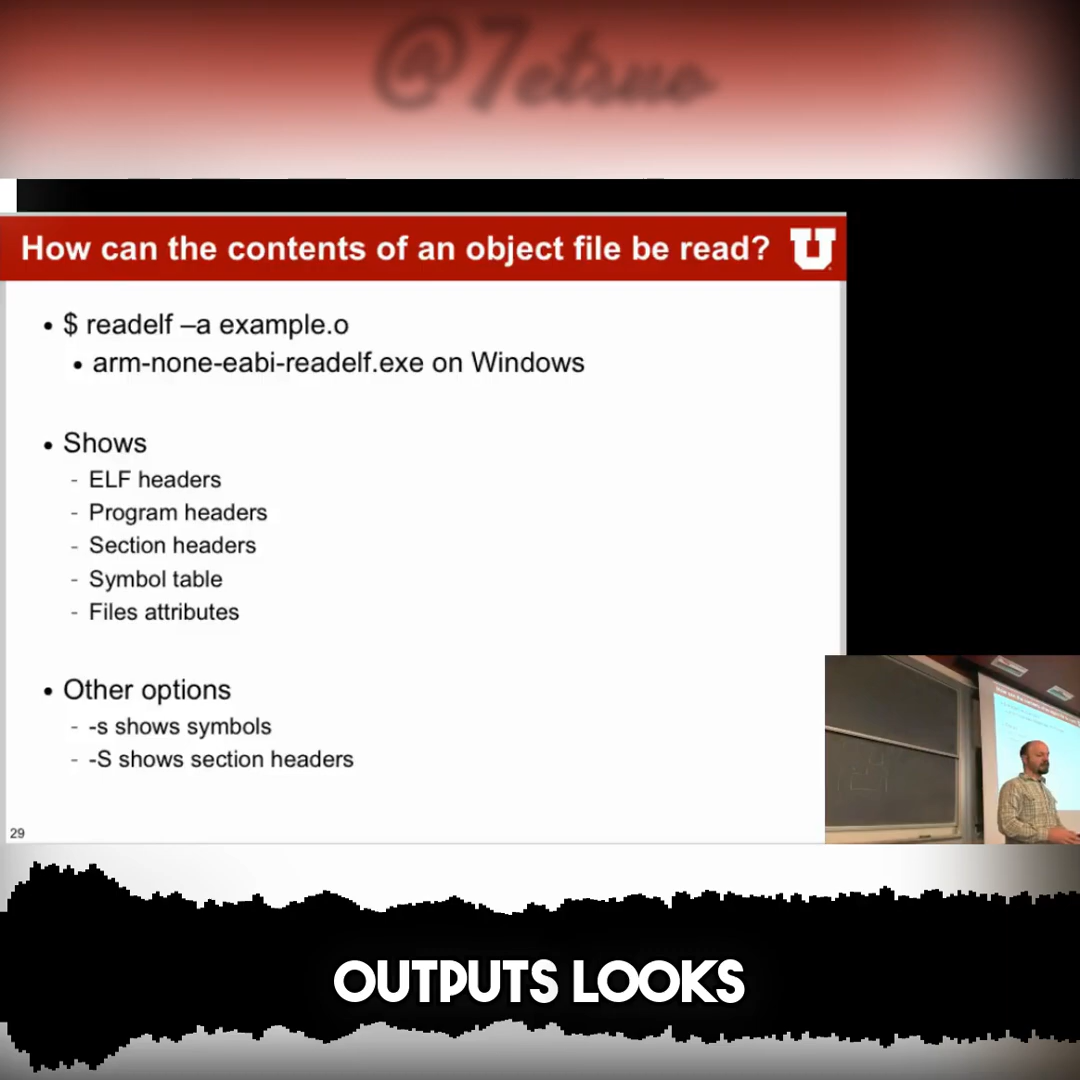 @7etsuo
How can the contents of an object file be read?
U
• $ readelf –a example.o
• arm-none-eabi-readelf.exe on Windows
• Shows
- ELF headers
- Program headers
- Section headers
- Symbol table
- Files attributes
• Other options
- -s shows symbols
- -S shows section headers
29
OUTPUTS LOOKS